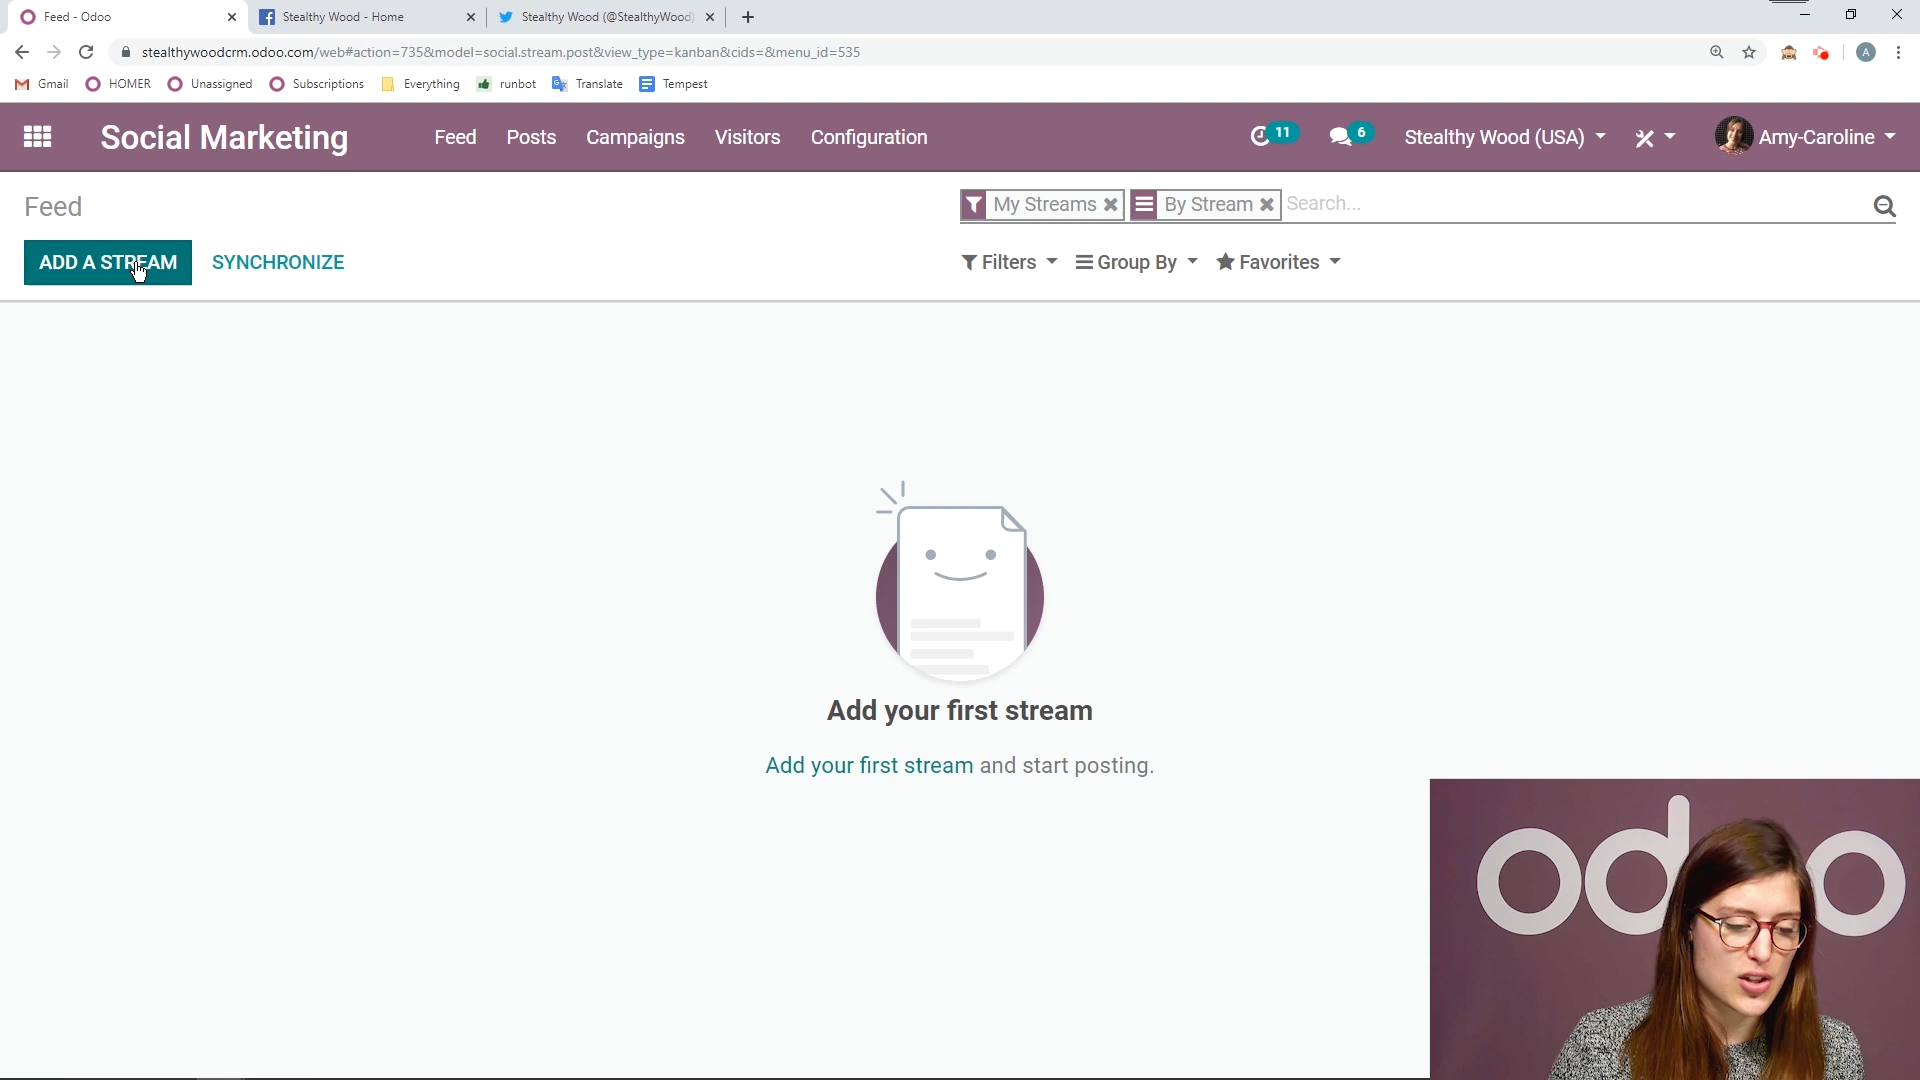 Feed - Odoo
Stealthy Wood - Home
Stealthy Wood (@StealthyWood)
stealthywoodcrm.odoo.com/web#action=735&model=social.stream.post&view_type=kanban&cids=&menu_id=535
A
Gmail
HOMER
Unassigned
Subscriptions
Everything
runbot
Translate
Tempest
Social Marketing
Feed
Posts
Campaigns
Visitors
Configuration
11
6
Stealthy Wood (USA)
Amy-Caroline
Feed
My Streams
By Stream
Search...
ADD A STREAM
SYNCHRONIZE
Filters
Group By
Favorites
Add your first stream
Add your first stream and start posting.
odoo